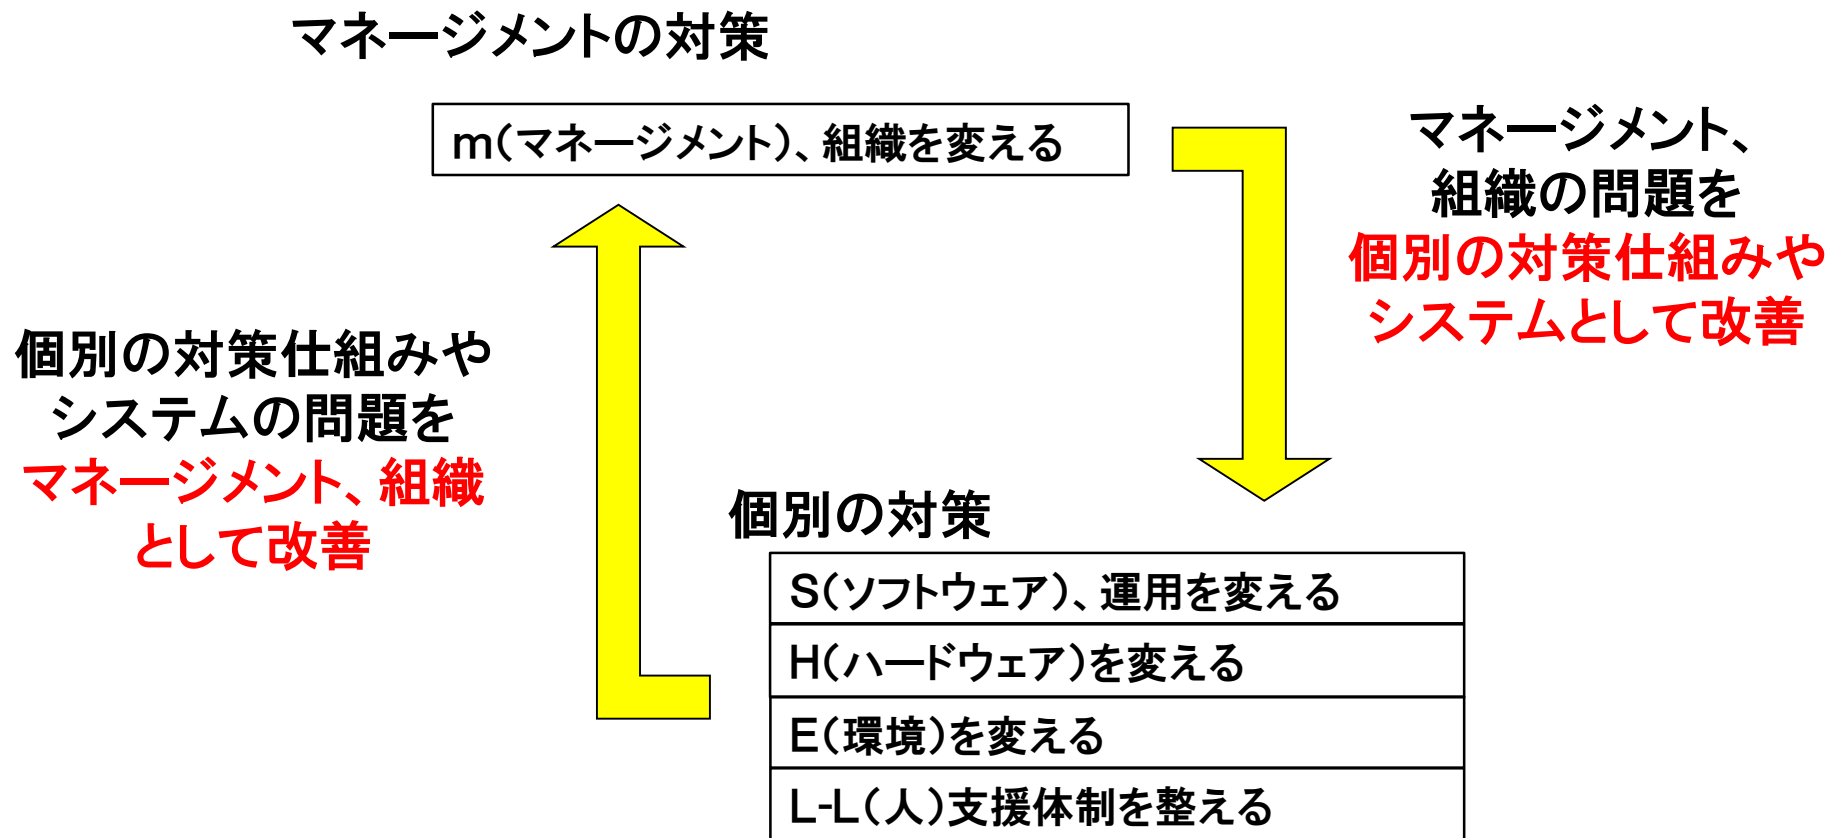 マネージメントの対策
m(マネージメント)、組織を変える
マネージメント、
組織の問題を
個別の対策仕組みや
システムとして改善
個別の対策仕組みや
システムの問題を
マネージメント、組織
として改善
個別の対策
S(ソフトウェア)、運用を変える
H(ハードウェア)を変える
E(環境)を変える
L-L(人)支援体制を整える